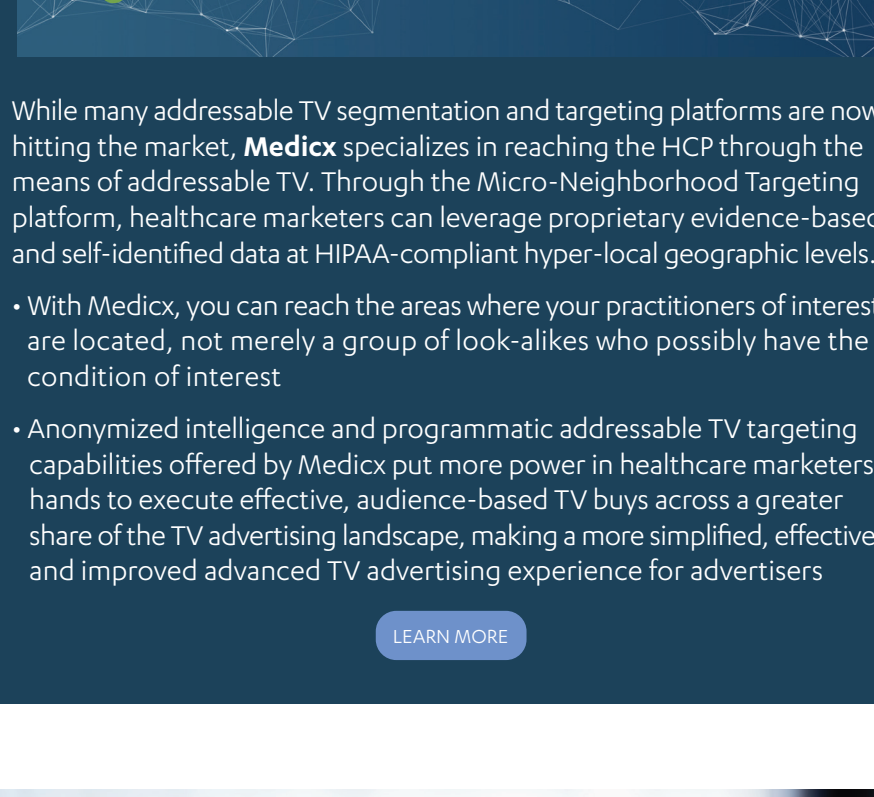 While many addressable TV segmentation and targeting platforms are now
hitting the market, Medicx specializes in reaching the HCP through the
means of addressable TV. Through the Micro-Neighborhood Targeting
platform, healthcare marketers can leverage proprietary evidence-based
and self-identified data at HIPAA-compliant hyper-local geographic levels.
• With Medicx, you can reach the areas where your practitioners of interest
are located, not merely a group of look-alikes who possibly have the
condition of interest
• Anonymized intelligence and programmatic addressable TV targeting
capabilities offered by Medicx put more power in healthcare marketers
hands to execute effective, audience-based TV buys across a greater
share of the TV advertising landscape, making a more simplified, effective
and improved advanced TV advertising experience for advertisers
LEARN MORE